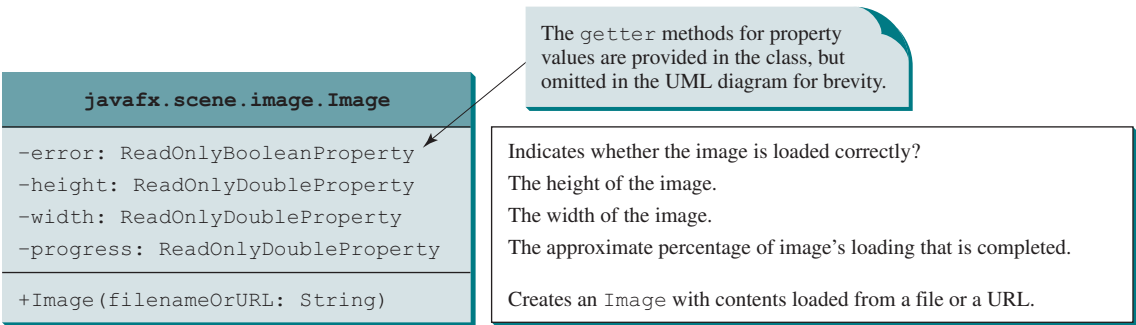 The getter methods for property
values are provided in the class, but
omitted in the UML diagram for brevity.
javafx.scene.image.Image
-error: ReadOnlyBooleanProperty
-height: ReadOnlyDoubleProperty
-width: ReadOnlyDoubleProperty
-progress: ReadOnlyDoubleProperty
+Image(filenameOrURL: String)
Indicates whether the image is loaded correctly?
The height of the image.
The width of the image.
The approximate percentage of image's loading that is completed.
Creates an Image with contents loaded from a file or a URL.